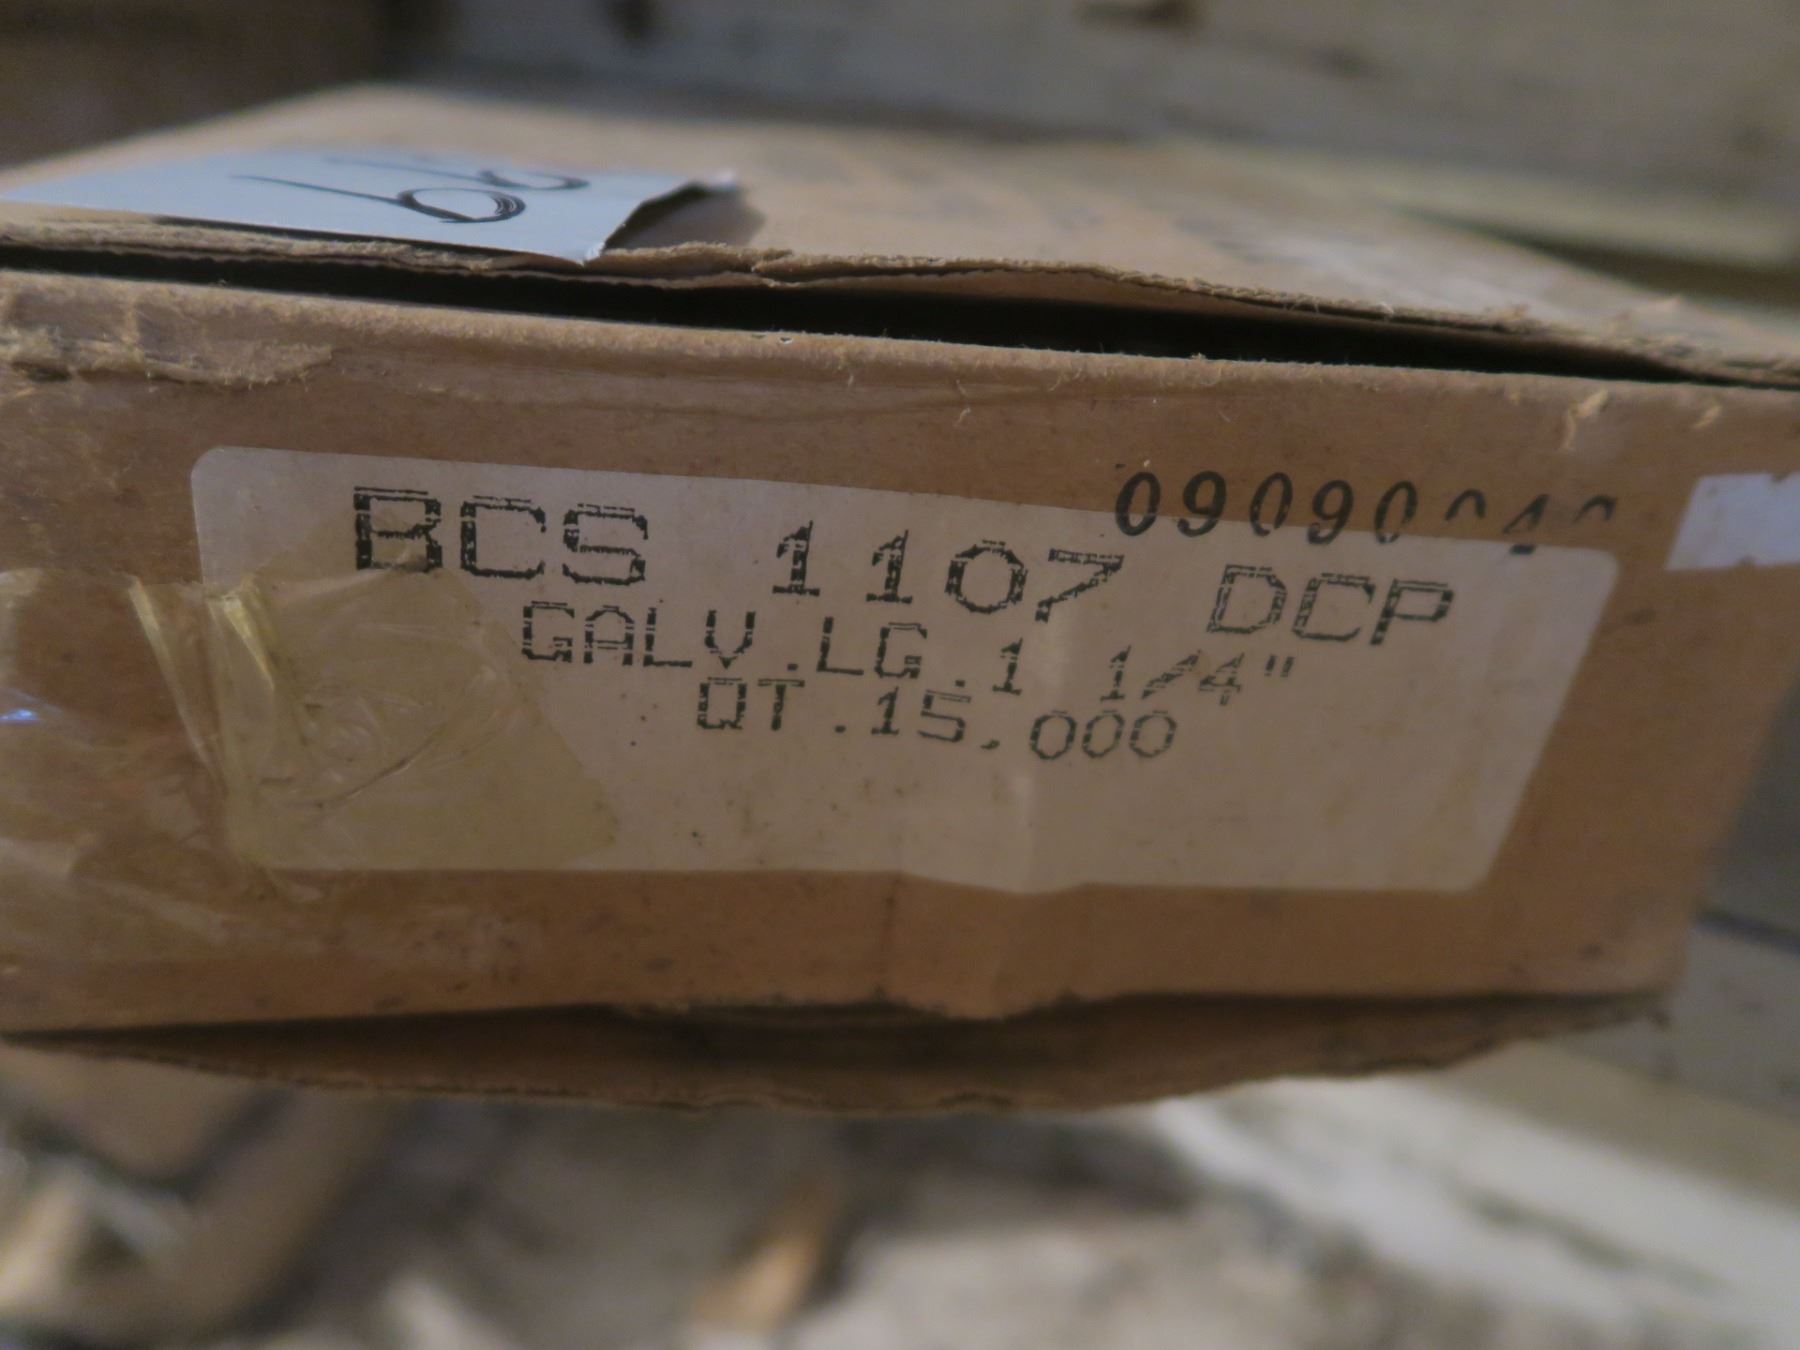 BCS 1107 DCP
GALV.LG.1 1/4"
QT.15,000